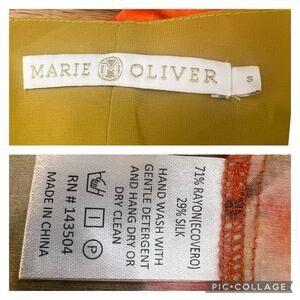 MARIE M OLIVER
S
71% RAYON(ECOVERO)
29% SILK
HAND WASH WITH
GENTLE DETERGENT
AND HANG DRY OR
DRY CLEAN
P
RN # 143504
MADE IN CHINA
PIC•COLLAGE